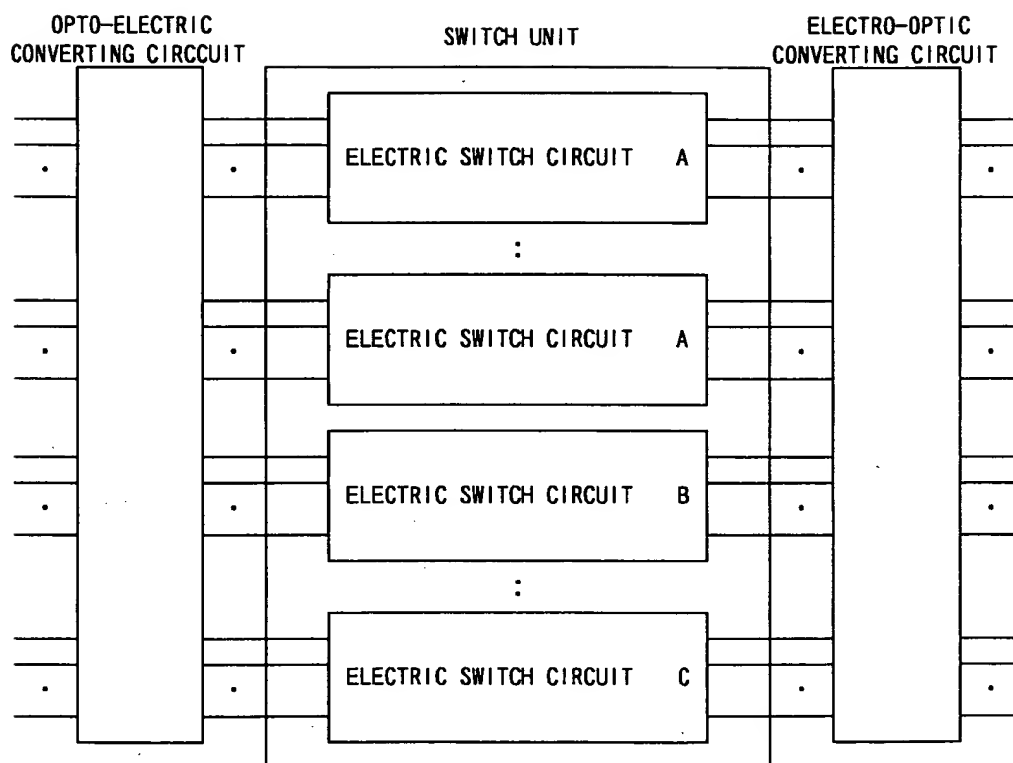 OPTO-ELECTRIC
CONVERTING CIRCCUIT
SWITCH UNIT
ELECTRO-OPTIC
CONVERTING CIRCUIT
ELECTRIC SWITCH CIRCUIT A
:
ELECTRIC SWITCH CIRCUIT A
ELECTRIC SWITCH CIRCUIT B
:
ELECTRIC SWITCH CIRCUIT C